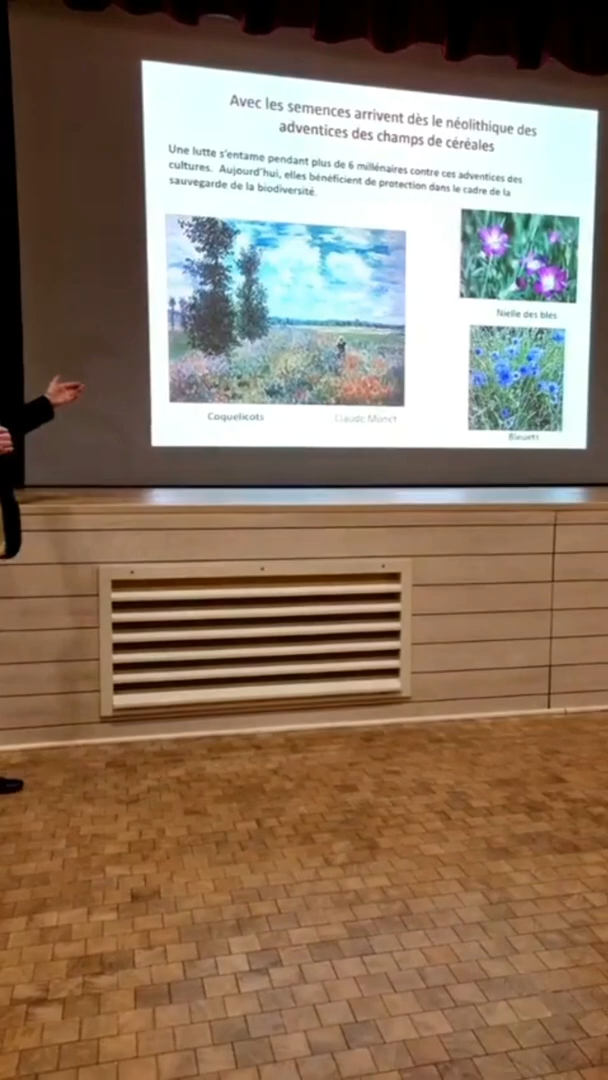 Avec les semences arrivent dès le néolithique des
adventices des champs de céréales
Une lutte s'entame pendant plus de 6 millénaires contre ces adventices des
cultures. Aujourd'hui, elles bénéficient de protection dans le cadre de la
sauvegarde de la biodiversité.
Nielle des bles
Coquelicots
Claude Monet
Bleuets